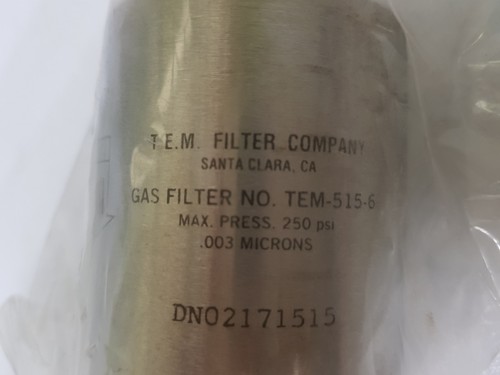 T.E.M. FILTER COMPANY
SANTA CLARA, CA
GAS FILTER NO. TEM-515-6
MAX. PRESS. 250 psi
.003 MICRONS
DN02171515